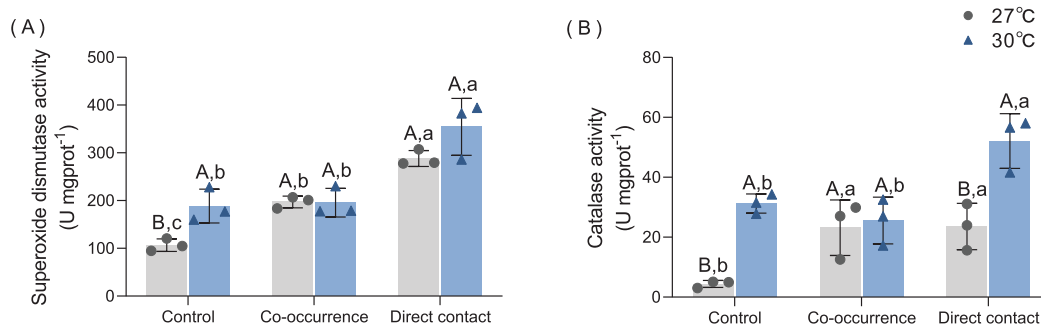 (A)
Superoxide dismutase activity
(U mgprot⁻¹)
500
400
300
200
100
0
B,c
A,b
A,b
A,b
A,a
A,a
Control
Co-occurrence
Direct contact
(B)
27℃
30℃
Catalase activity
(U mgprot⁻¹)
80
60
40
20
0
B,b
A,b
A,a
A,b
B,a
A,a
Control
Co-occurrence
Direct contact